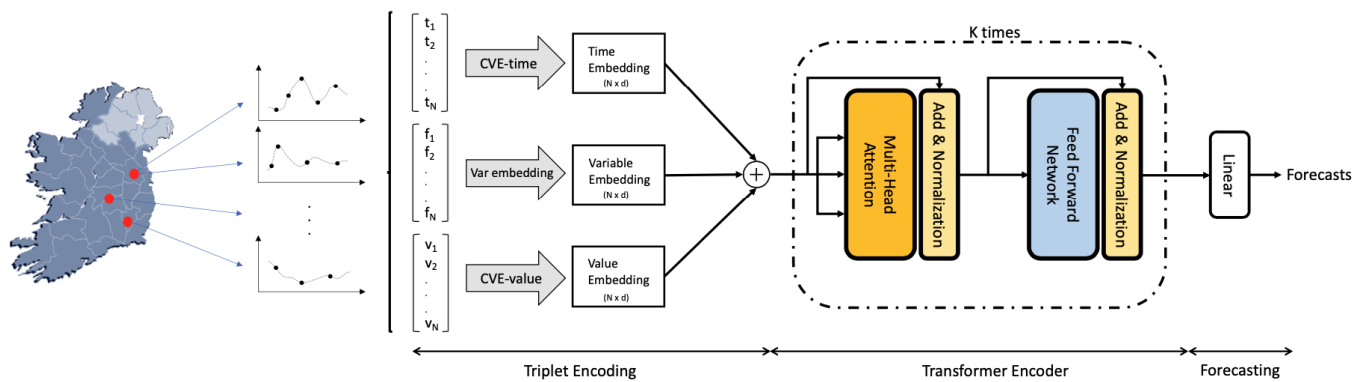 K times
t1
t2
.
.
.
tN
CVE-time
Time
Embedding
(N x d)
f1
f2
.
.
.
fN
Var embedding
Variable
Embedding
(N x d)
v1
v2
.
.
.
vN
CVE-value
Value
Embedding
(N x d)
+
Multi-Head
Attention
Add & Normalization
Feed Forward
Network
Add & Normalization
Linear
Forecasts
Triplet Encoding
Transformer Encoder
Forecasting